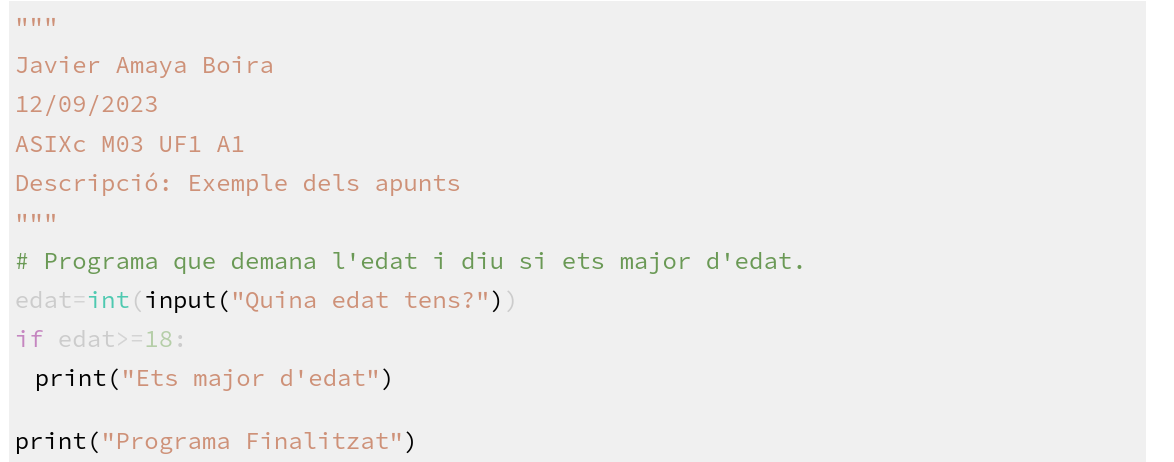 """
Javier Amaya Boira
12/09/2023
ASIXc M03 UF1 A1
Descripció: Exemple dels apunts
"""
# Programa que demana l'edat i diu si ets major d'edat.
edat=int(input("Quina edat tens?"))
if edat>=18:
 print("Ets major d'edat")
print("Programa Finalitzat")